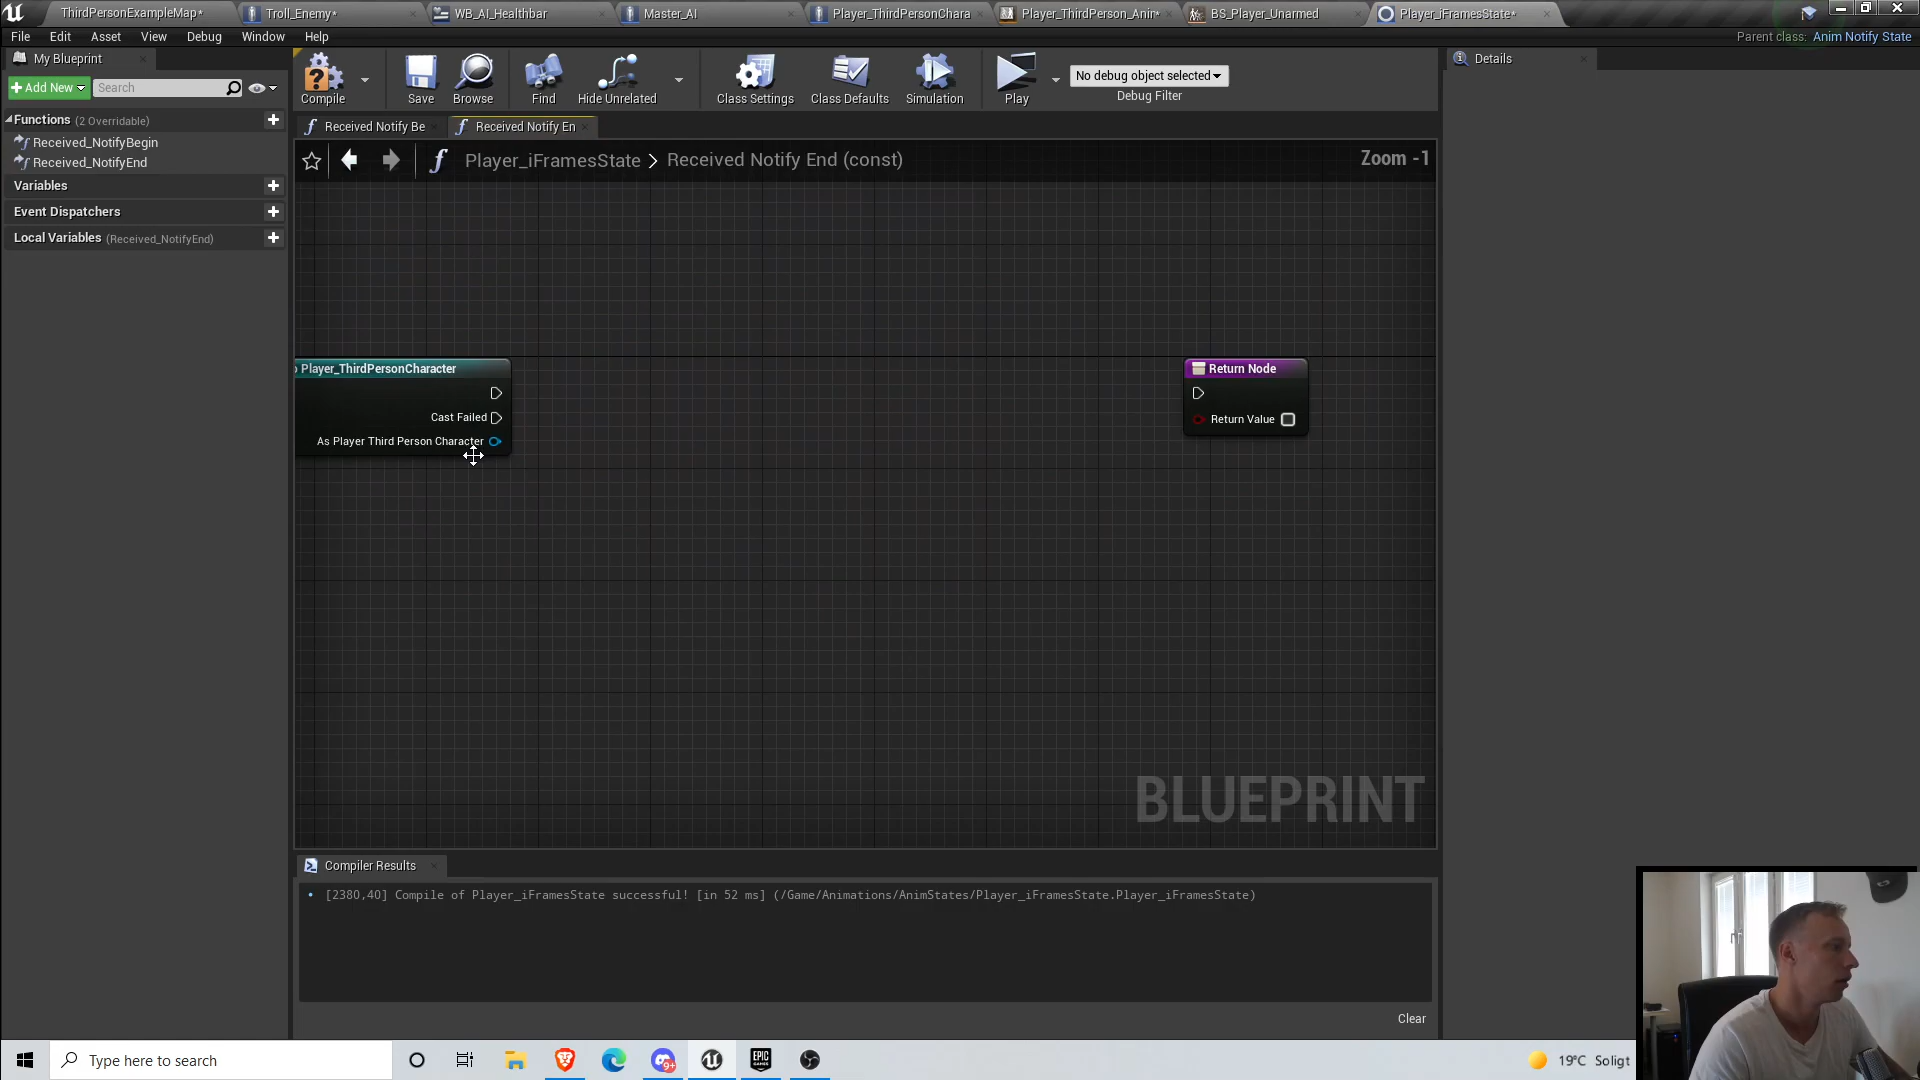 ThirdPersonExampleMap*
Troll_Enemy*
WB_AI_Healthbar
Master_AI
Player_ThirdPersonChara
Player_ThirdPerson_Anin*
BS_Player_Unarmed
Player_iFramesState*
File Edit Asset View Debug Window Help
Parent class: Anim Notify State
My Blueprint
+ Add New
Search
Functions (2 Overridable)
Received_NotifyBegin
Received_NotifyEnd
Variables
Event Dispatchers
Local Variables (Received_NotifyEnd)
Compile
Save
Browse
Find
Hide Unrelated
Class Settings
Class Defaults
Simulation
Play
No debug object selected
Debug Filter
Details
Received Notify Be
Received Notify En
Player_iFramesState > Received Notify End (const)
Zoom -1
Player_ThirdPersonCharacter
Cast Failed
As Player Third Person Character
Return Node
Return Value
BLUEPRINT
Compiler Results
[2380,40] Compile of Player_iFramesState successful! [in 52 ms] (/Game/Animations/AnimStates/Player_iFramesState.Player_iFramesState)
Clear
Type here to search
9+
EPIC GAMES
19°C Soligt